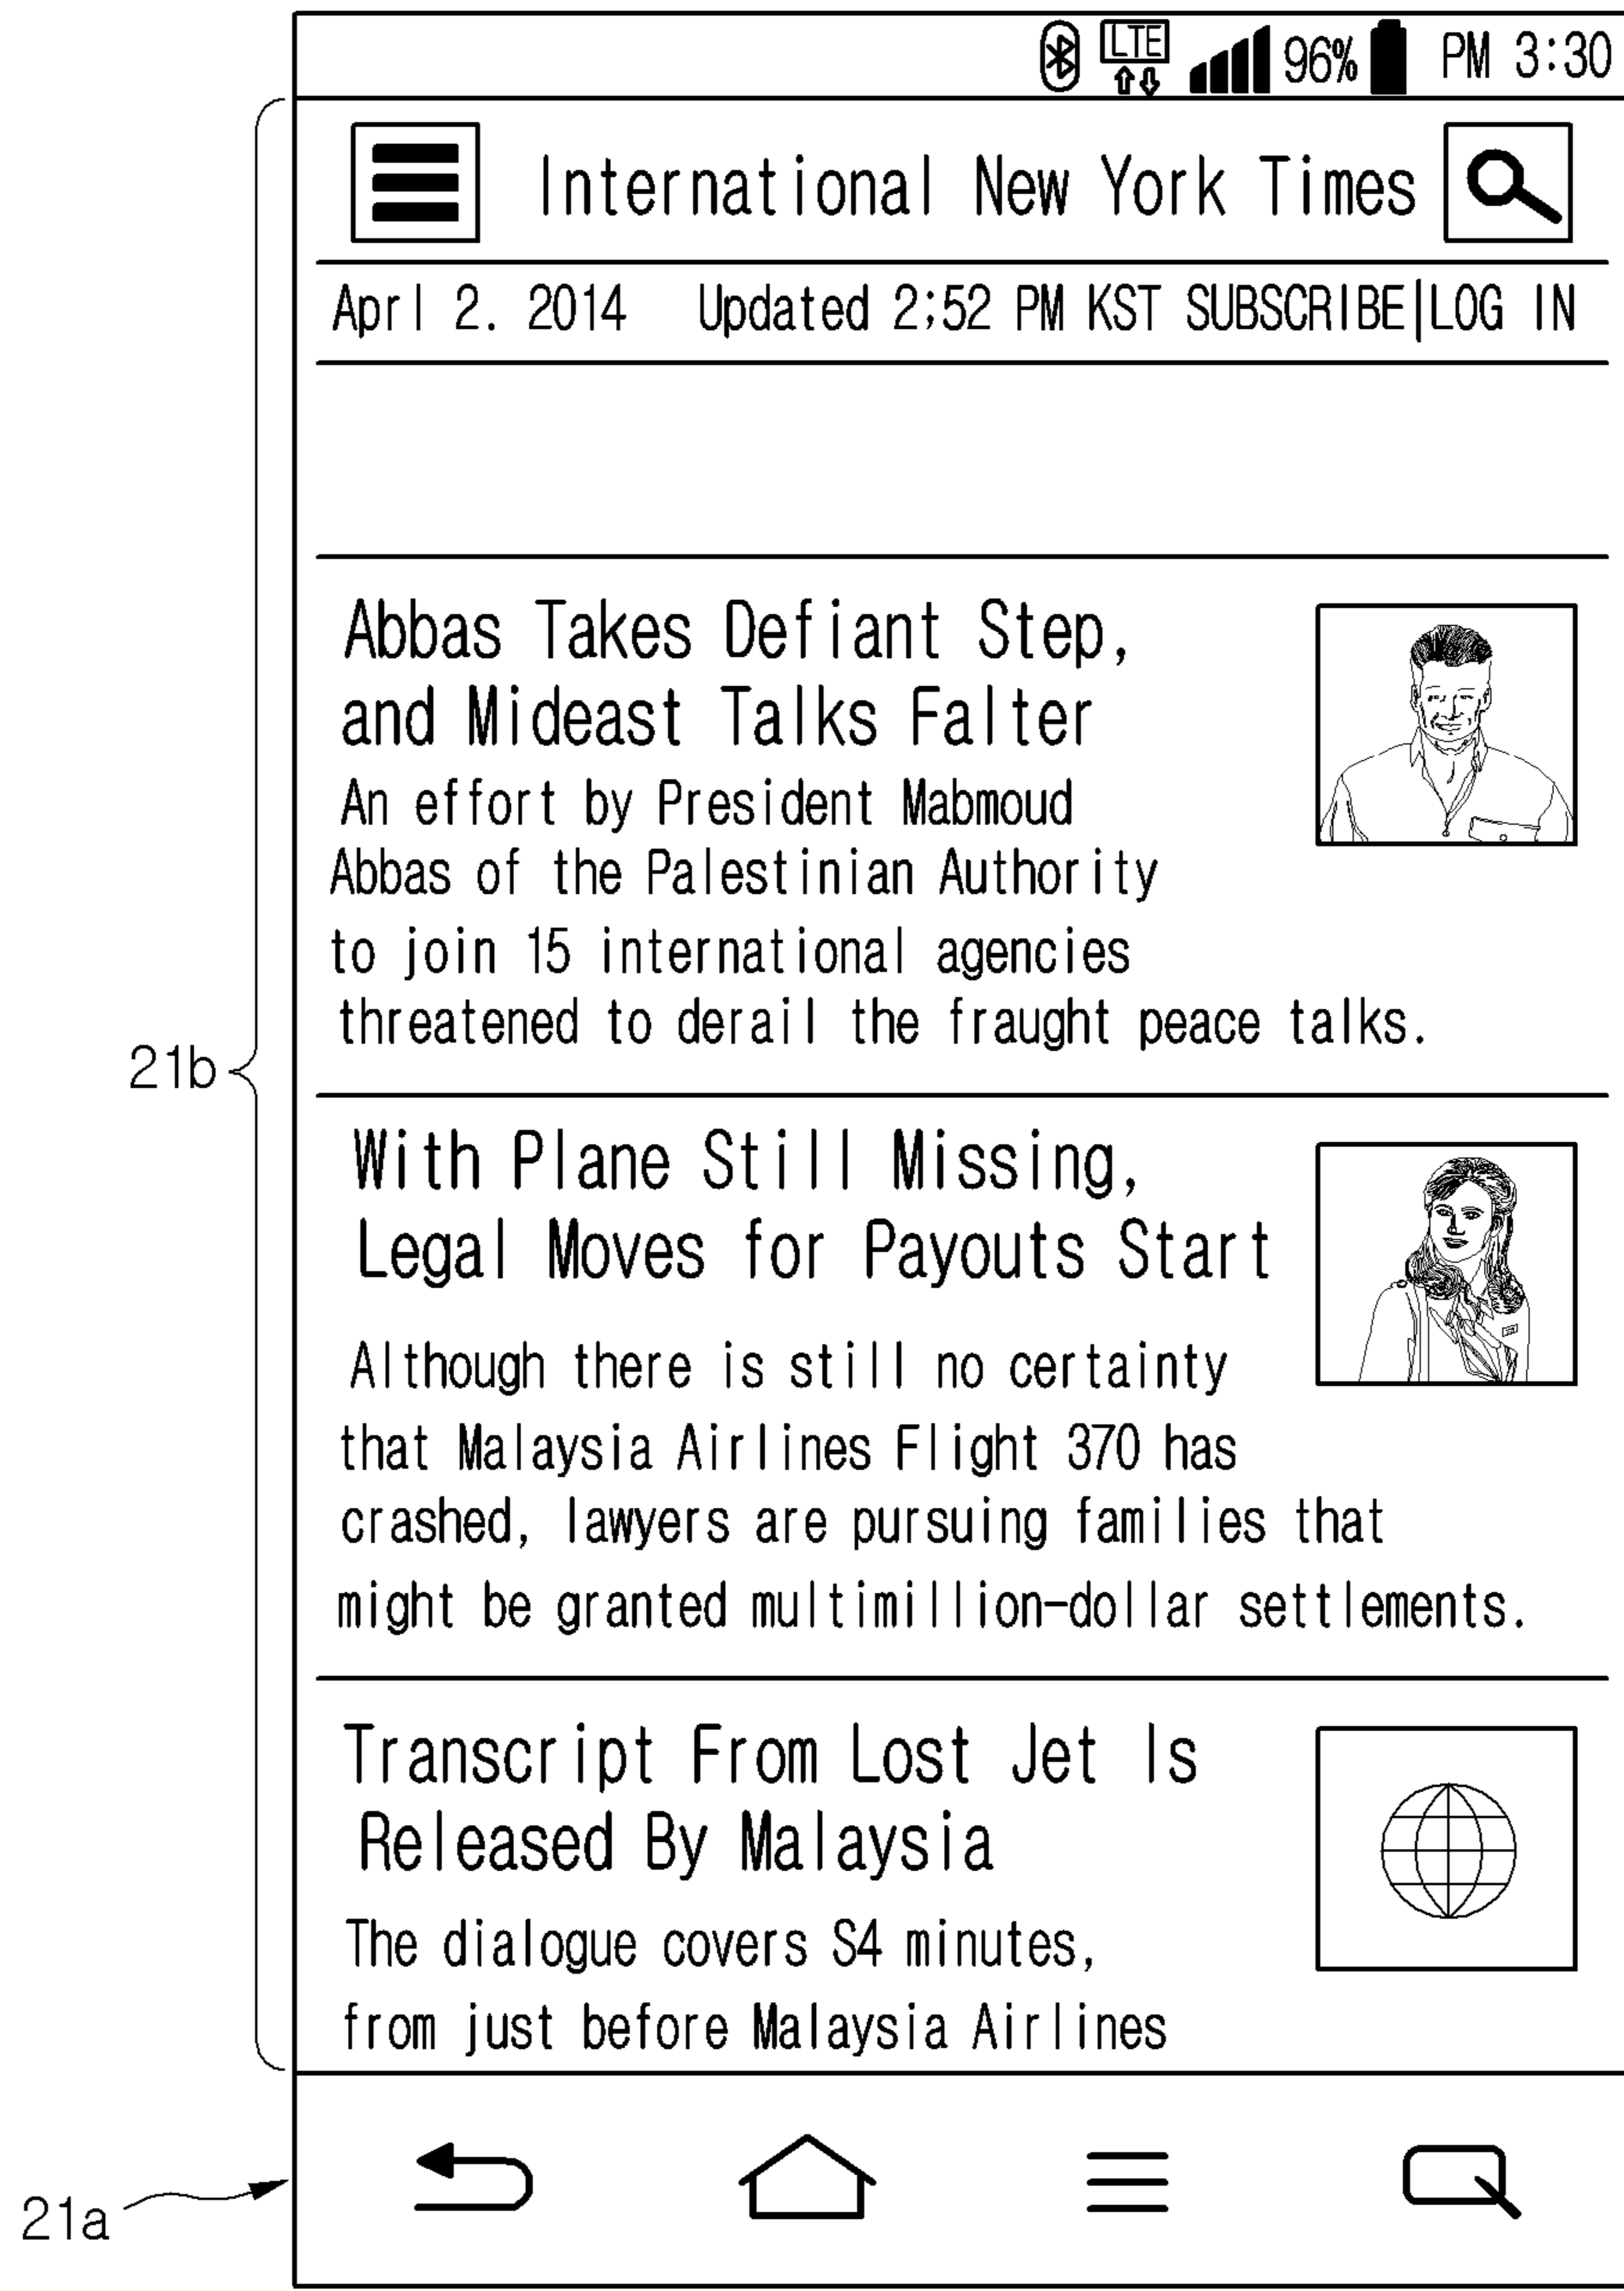 LTE 96% PM 3:30
International New York Times
Aprl 2. 2014 Updated 2;52 PM KST SUBSCRIBE|LOG IN
Abbas Takes Defiant Step,
and Mideast Talks Falter
An effort by President Mabmoud
Abbas of the Palestinian Authority
to join 15 international agencies
threatened to derail the fraught peace talks.
21b
With Plane Still Missing,
Legal Moves for Payouts Start
Although there is still no certainty
that Malaysia Airlines Flight 370 has
crashed, lawyers are pursuing families that
might be granted multimillion-dollar settlements.
Transcript From Lost Jet Is
Released By Malaysia
The dialogue covers S4 minutes,
from just before Malaysia Airlines
21a